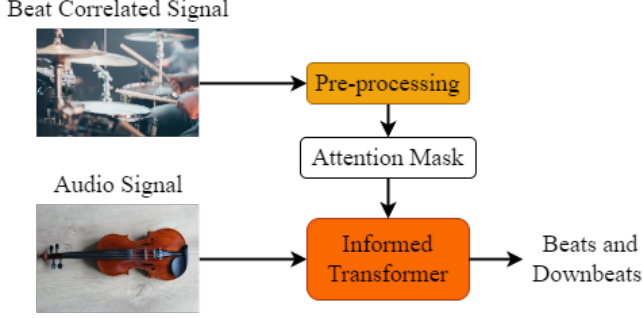 Beat Correlated Signal
Pre-processing
Attention Mask
Audio Signal
Informed
Transformer
Beats and
Downbeats